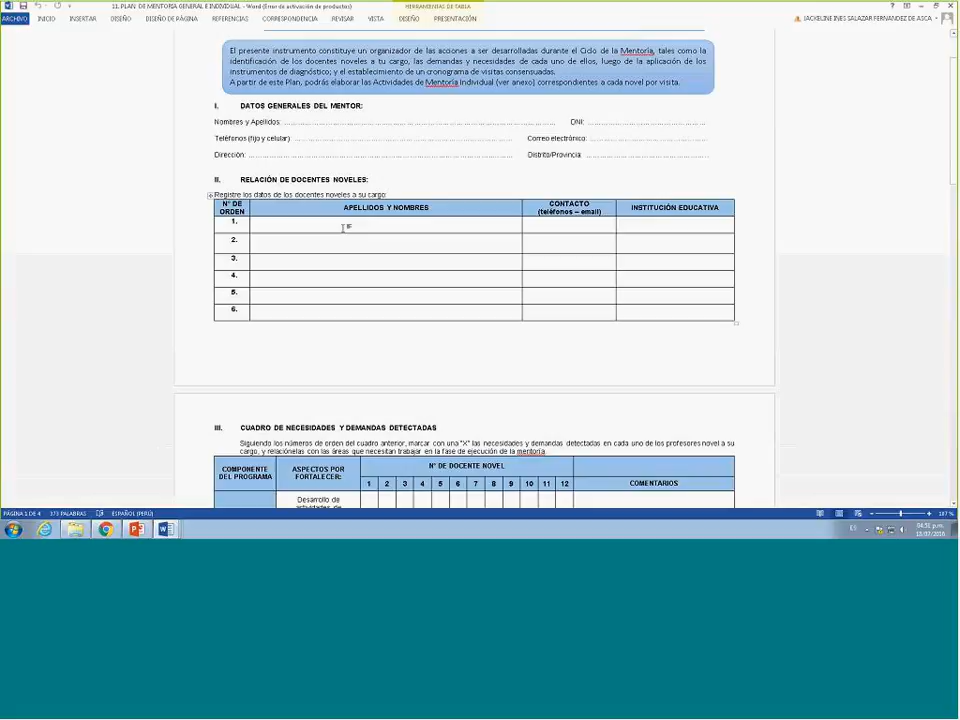 11. PLAN DE MENTORIA GENERAL E INDIVIDUAL - Word (Error de activación de productos)
HERRAMIENTAS DE TABLA
ARCHIVO INICIO INSERTAR DISEÑO DISEÑO DE PÁGINA REFERENCIAS CORRESPONDENCIA REVISAR VISTA DISEÑO PRESENTACIÓN
JACKELINE INES SALAZAR FERNANDEZ DE ASCA
El presente instrumento constituye un organizador de las acciones a ser desarrolladas durante el Ciclo de la Mentoría, tales como la
identificación de los docentes noveles a tu cargo, las demandas y necesidades de cada uno de ellos, luego de la aplicación de los
instrumentos de diagnóstico; y el establecimiento de un cronograma de visitas consensuadas.
A partir de este Plan, podrás elaborar las Actividades de Mentoría Individual (ver anexo) correspondientes a cada novel por visita.
I. DATOS GENERALES DEL MENTOR:
Nombres y Apellidos: DNI:
Teléfonos (fijo y celular): Correo electrónico:
Dirección: Distrito/Provincia:
II. RELACIÓN DE DOCENTES NOVELES:
Registre los datos de los docentes noveles a su cargo:
N° DE ORDEN APELLIDOS Y NOMBRES CONTACTO (teléfonos – email) INSTITUCIÓN EDUCATIVA
1.
2.
3.
4.
5.
6.
III. CUADRO DE NECESIDADES Y DEMANDAS DETECTADAS
Siguiendo los números de orden del cuadro anterior, marcar con una "X" las necesidades y demandas detectadas en cada uno de los profesores novel a su
cargo, y relaciónelas con las áreas que necesitan trabajar en la fase de ejecución de la mentoría.
COMPONENTE DEL PROGRAMA ASPECTOS POR FORTALECER: N° DE DOCENTE NOVEL
1 2 3 4 5 6 7 8 9 10 11 12 COMENTARIOS
Desarrollo de
actividades de
PÁGINA 1 DE 4 373 PALABRAS ESPAÑOL (PERÚ) 107 %
ES 04:51 p.m.
13/07/2016